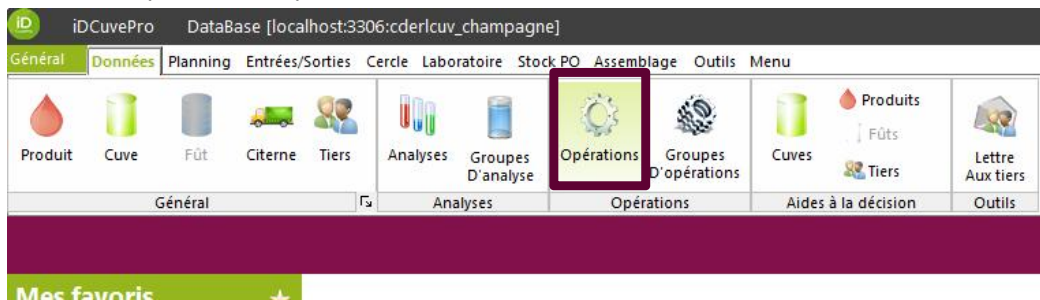 iD iDCuvePro DataBase [localhost:3306:cderlcuv_champagne]
Général Données Planning Entrées/Sorties Cercle Laboratoire Stock PO Assemblage Outils Menu
Produit Cuve Fût Citerne Tiers Analyses Groupes D'analyse Opérations Groupes D'opérations Cuves Produits Fûts Tiers Lettre Aux tiers
Général Analyses Opérations Aides à la décision Outils
Mes favoris